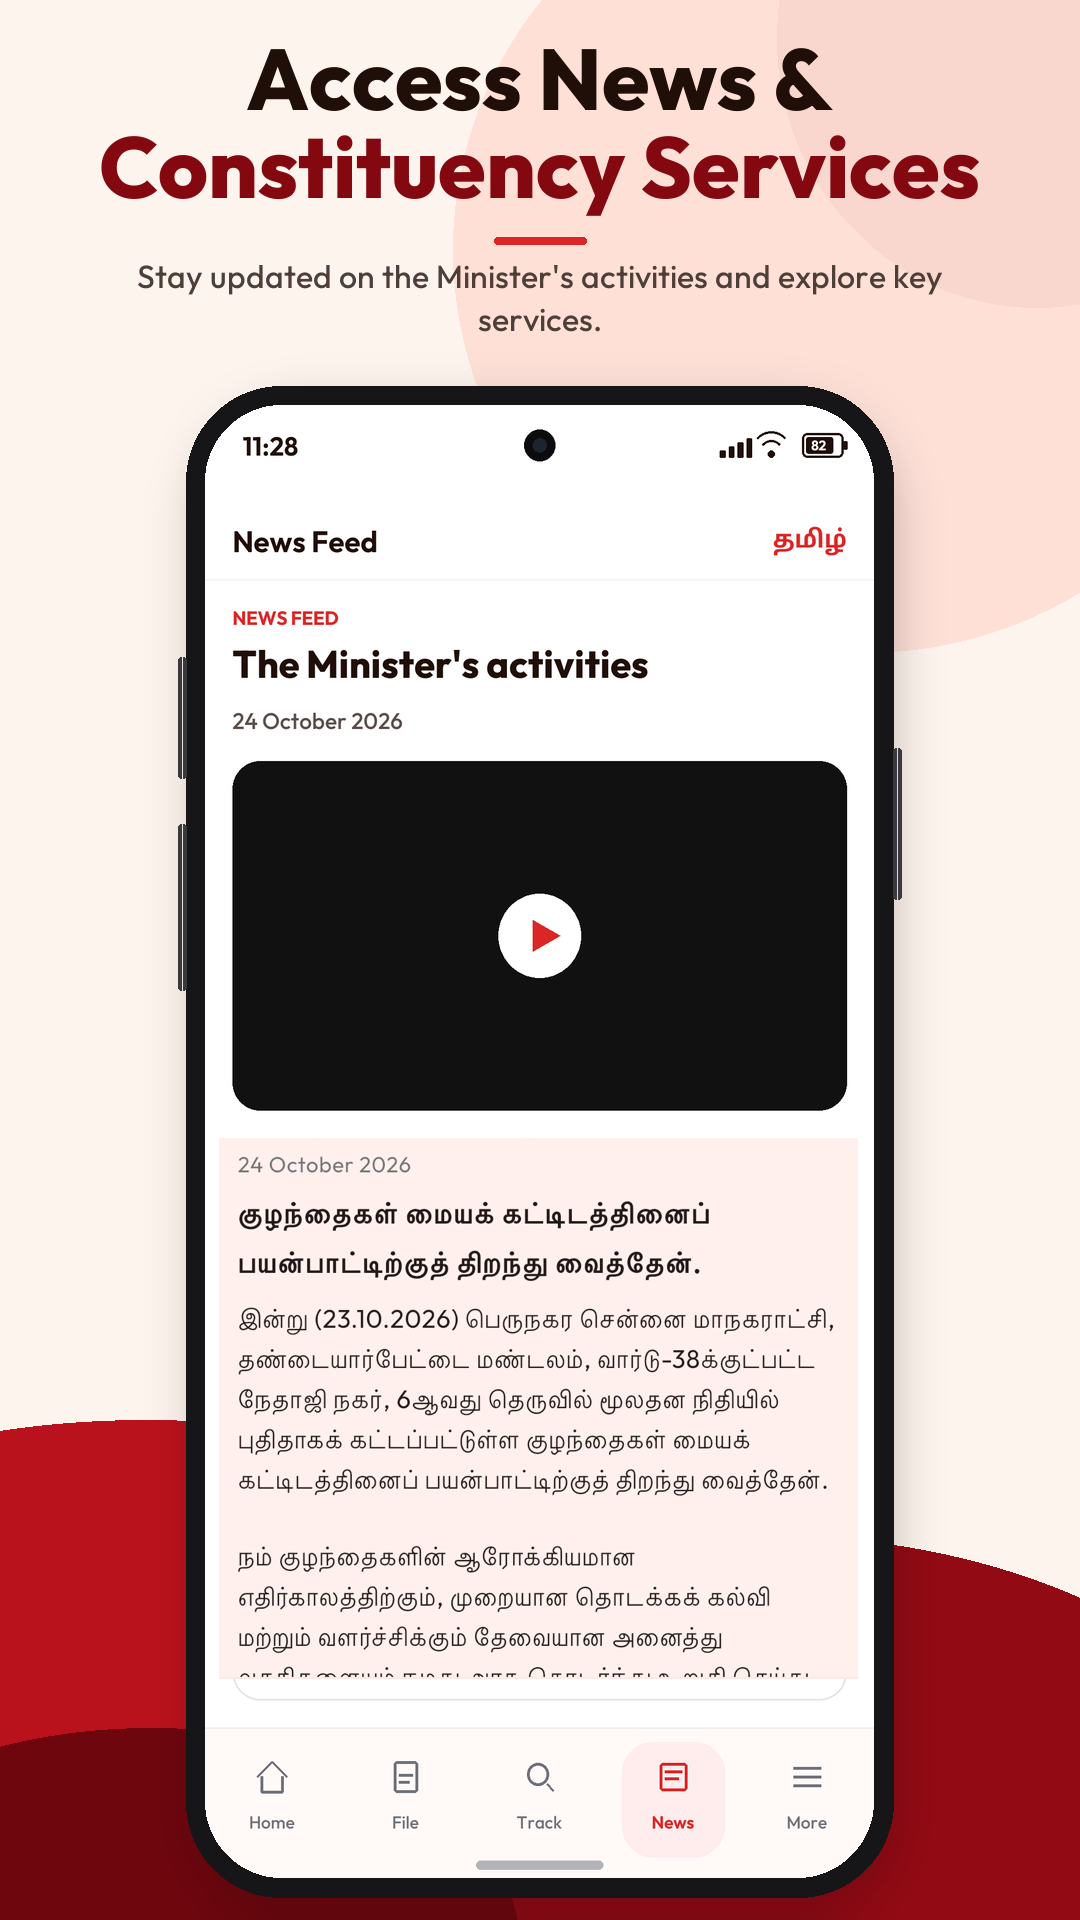 Access News &
Constituency Services
Stay updated on the Minister's activities and explore key
services.
11:28
82
News Feed
தமிழ்
NEWS FEED
The Minister's activities
24 October 2026
24 October 2026
குழந்தைகள் மையக் கட்டிடத்தினைப்
பயன்பாட்டிற்குத் திறந்து வைத்தேன்.
இன்று (23.10.2026) பெருநகர சென்னை மாநகராட்சி,
தண்டையார்பேட்டை மண்டலம், வார்டு-38க்குட்பட்ட
நேதாஜி நகர், 6ஆவது தெருவில் மூலதன நிதியில்
புதிதாகக் கட்டப்பட்டுள்ள குழந்தைகள் மையக்
கட்டிடத்தினைப் பயன்பாட்டிற்குத் திறந்து வைத்தேன்.
நம் குழந்தைகளின் ஆரோக்கியமான
எதிர்காலத்திற்கும், முறையான தொடக்கக் கல்வி
மற்றும் வளர்ச்சிக்கும் தேவையான அனைத்து
Home
File
Track
News
More